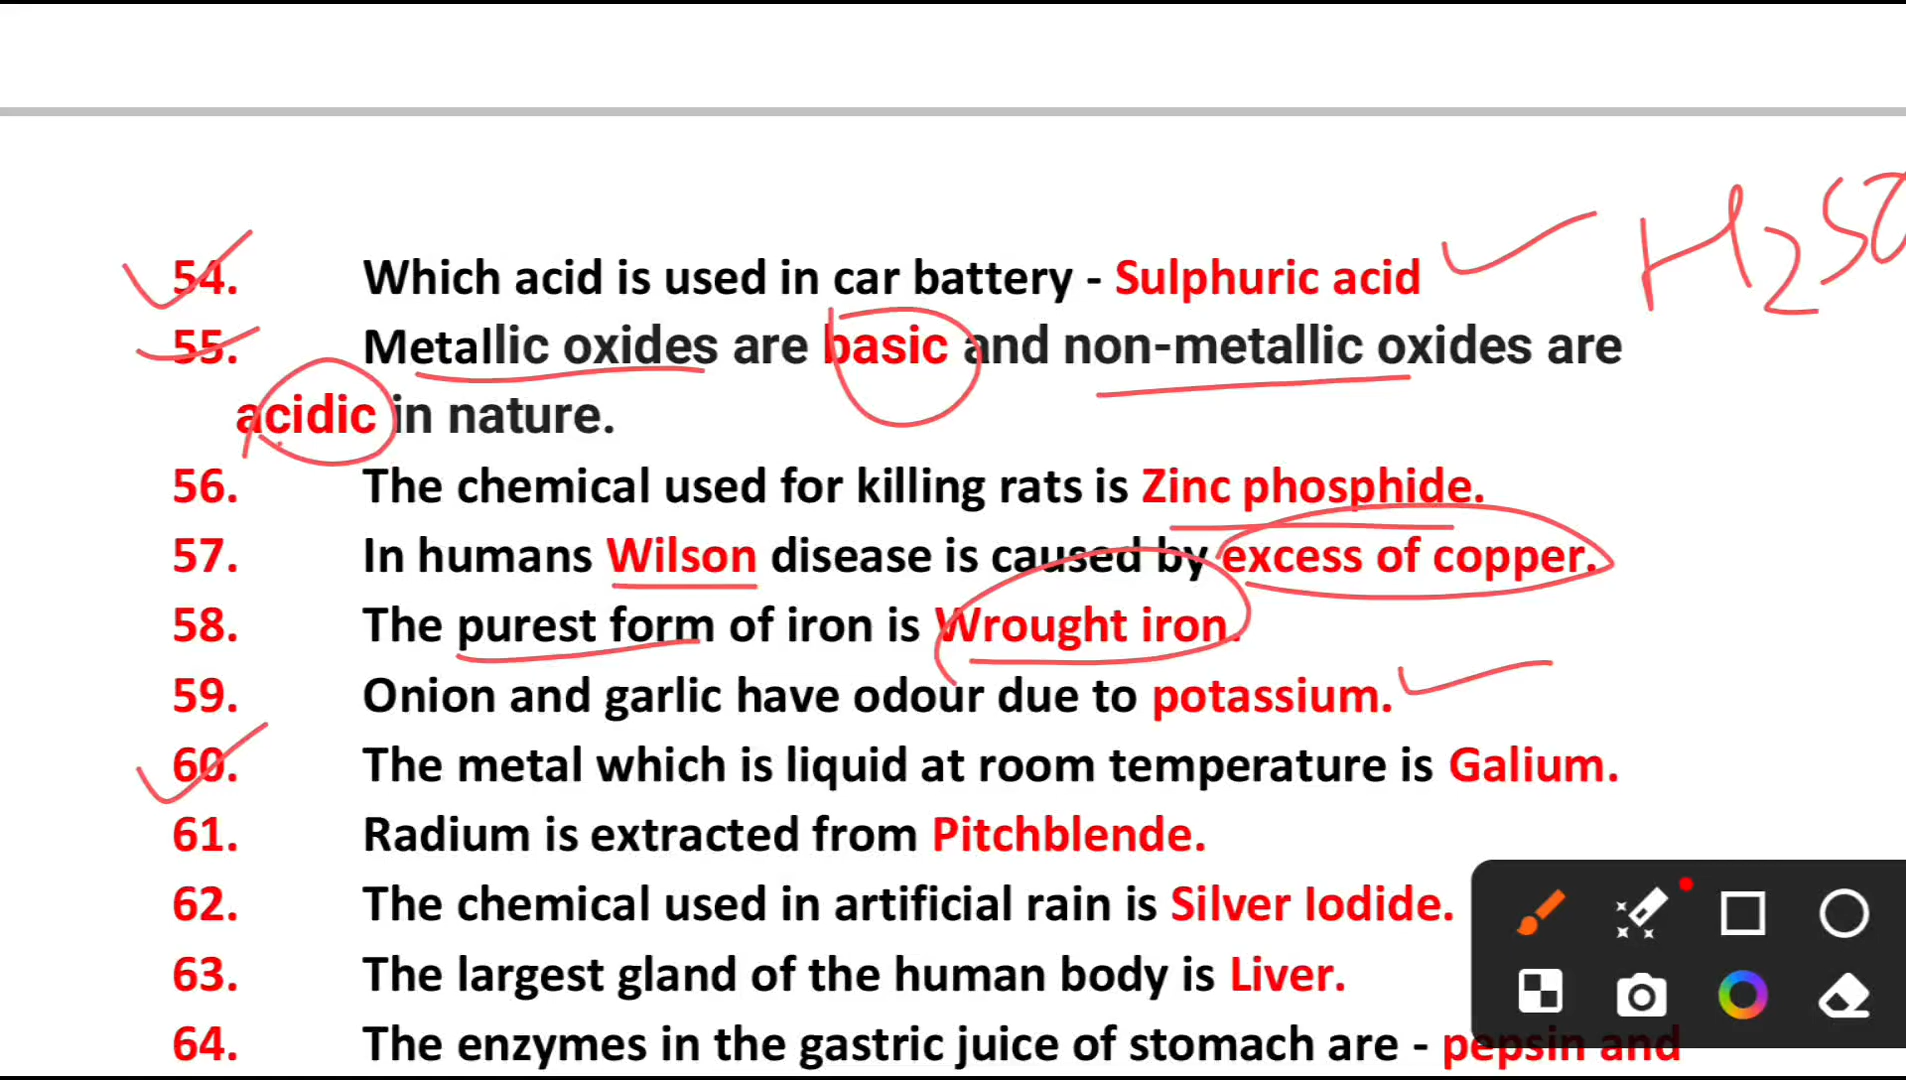 H2SO
54. Which acid is used in car battery - Sulphuric acid
55. Metallic oxides are basic and non-metallic oxides are
acidic in nature.
56. The chemical used for killing rats is Zinc phosphide.
57. In humans Wilson disease is caused by excess of copper.
58. The purest form of iron is Wrought iron.
59. Onion and garlic have odour due to potassium.
60. The metal which is liquid at room temperature is Galium.
61. Radium is extracted from Pitchblende.
62. The chemical used in artificial rain is Silver Iodide.
63. The largest gland of the human body is Liver.
64. The enzymes in the gastric juice of stomach are - pepsin and